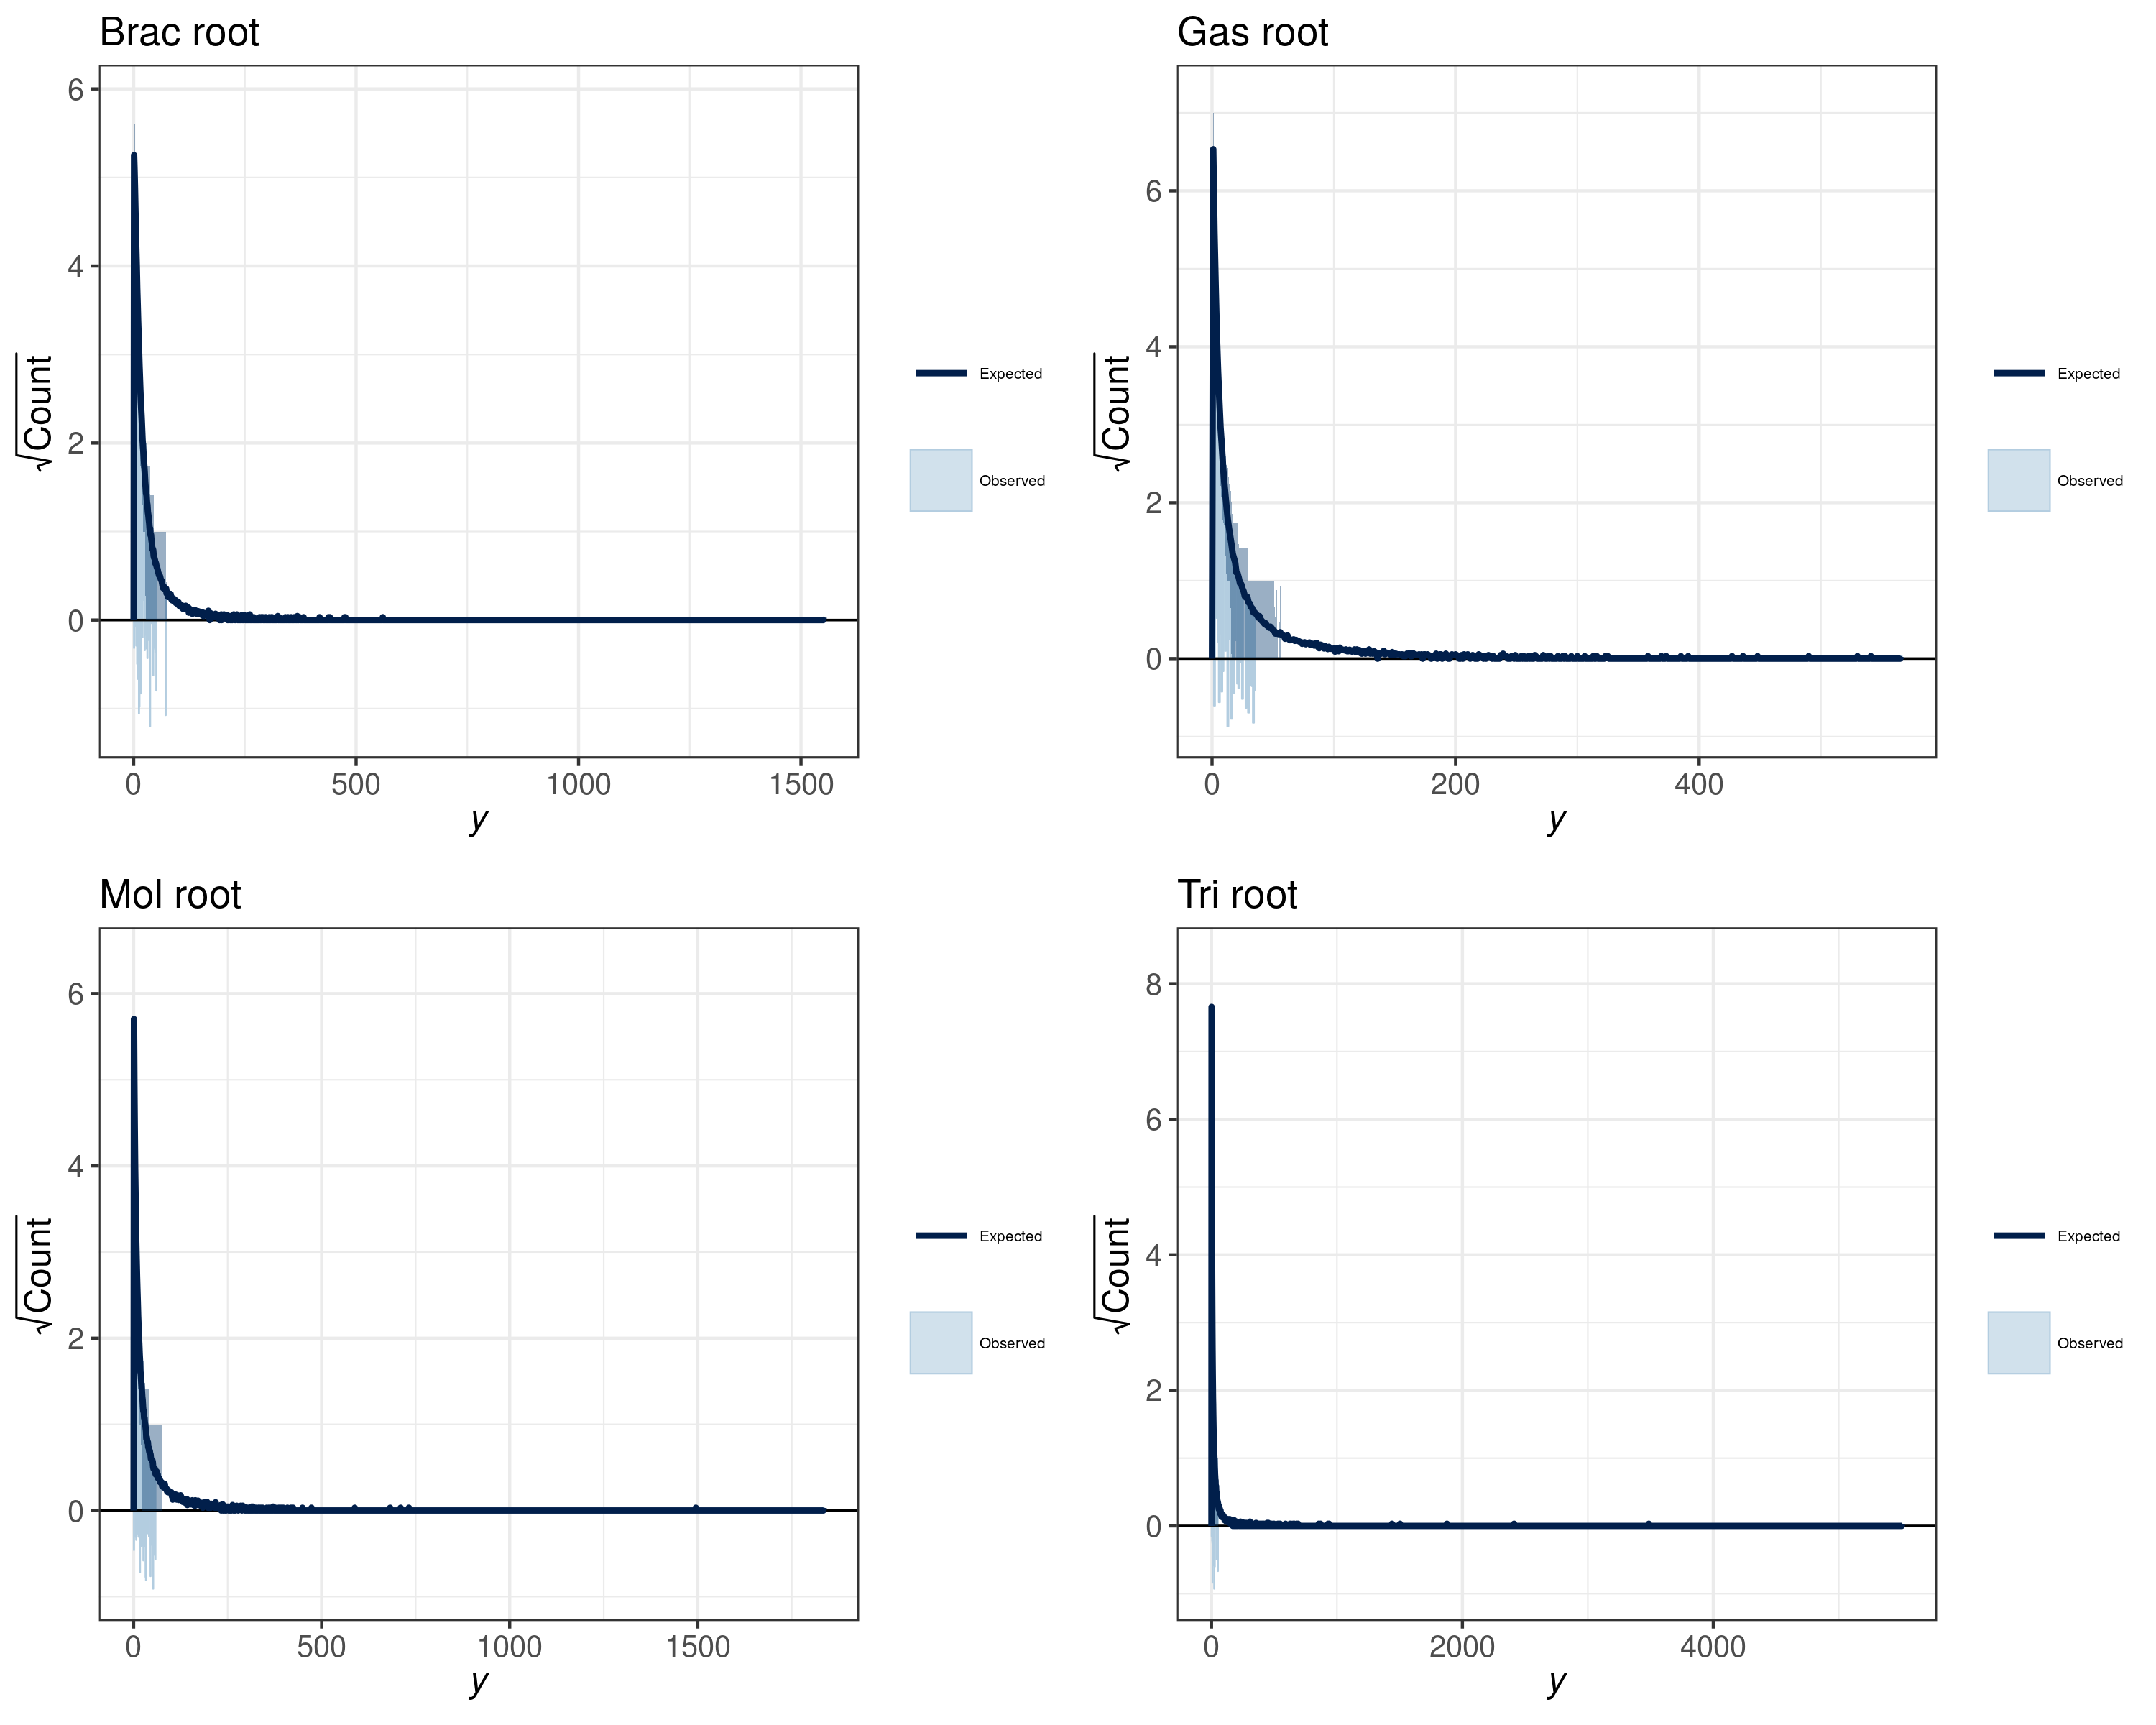 Brac root
6
4
2
0
√Count
0 500 1000 1500
y
Expected
Observed
Gas root
6
4
2
0
√Count
0 200 400
y
Expected
Observed
Mol root
6
4
2
0
√Count
0 500 1000 1500
y
Expected
Observed
Tri root
8
6
4
2
0
√Count
0 2000 4000
y
Expected
Observed